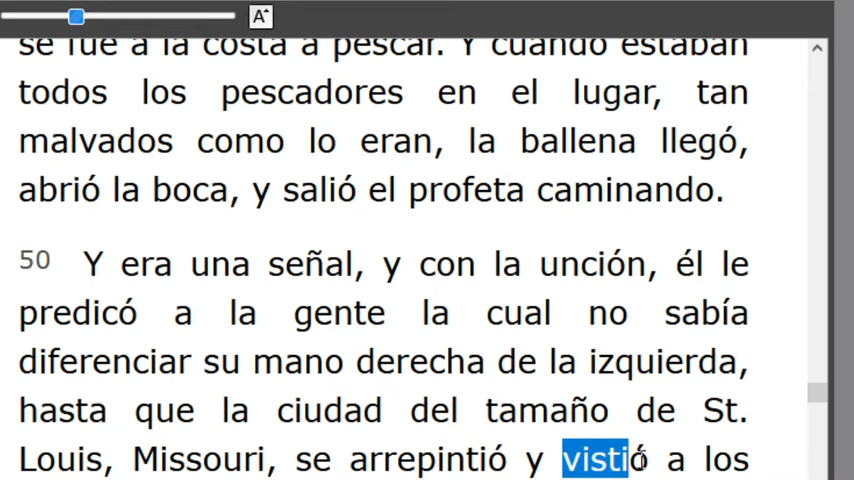 A
se fue a la costa a pescar. Y cuando estaban
todos los pescadores en el lugar, tan
malvados como lo eran, la ballena llegó,
abrió la boca, y salió el profeta caminando.
50 Y era una señal, y con la unción, él le
predicó a la gente la cual no sabía
diferenciar su mano derecha de la izquierda,
hasta que la ciudad del tamaño de St.
Louis, Missouri, se arrepintió y vistió a los